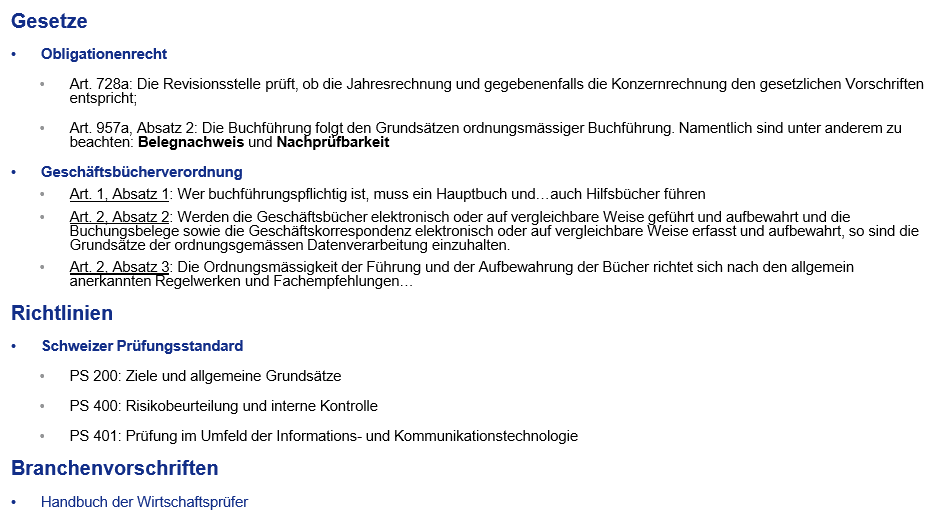 Gesetze
• Obligationenrecht
• Art. 728a: Die Revisionsstelle prüft, ob die Jahresrechnung und gegebenenfalls die Konzernrechnung den gesetzlichen Vorschriften
entspricht;
• Art. 957a, Absatz 2: Die Buchführung folgt den Grundsätzen ordnungsmässiger Buchführung. Namentlich sind unter anderem zu
beachten: Belegnachweis und Nachprüfbarkeit
• Geschäftsbücherverordnung
• Art. 1, Absatz 1: Wer buchführungspflichtig ist, muss ein Hauptbuch und…auch Hilfsbücher führen
• Art. 2, Absatz 2: Werden die Geschäftsbücher elektronisch oder auf vergleichbare Weise geführt und aufbewahrt und die
Buchungsbelege sowie die Geschäftskorrespondenz elektronisch oder auf vergleichbare Weise erfasst und aufbewahrt, so sind die
Grundsätze der ordnungsgemässen Datenverarbeitung einzuhalten.
• Art. 2, Absatz 3: Die Ordnungsmässigkeit der Führung und der Aufbewahrung der Bücher richtet sich nach den allgemein
anerkannten Regelwerken und Fachempfehlungen…
Richtlinien
• Schweizer Prüfungsstandard
• PS 200: Ziele und allgemeine Grundsätze
• PS 400: Risikobeurteilung und interne Kontrolle
• PS 401: Prüfung im Umfeld der Informations- und Kommunikationstechnologie
Branchenvorschriften
• Handbuch der Wirtschaftsprüfer